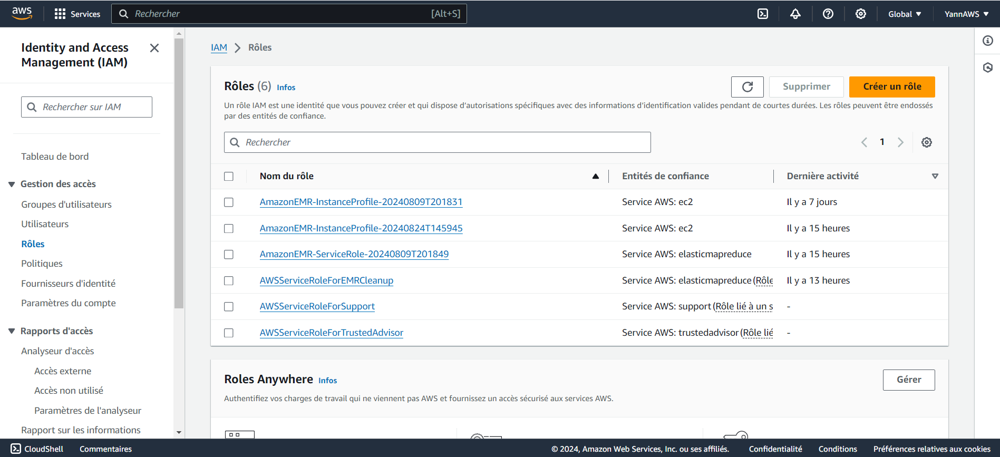 aws
Services
Rechercher
[Alt+S]
Global
YannAWS
Identity and Access
Management (IAM)
Rechercher sur IAM
Tableau de bord
Gestion des accès
Groupes d'utilisateurs
Utilisateurs
Rôles
Politiques
Fournisseurs d'identité
Paramètres du compte
Rapports d'accès
Analyseur d'accès
Accès externe
Accès non utilisé
Paramètres de l'analyseur
Rapport sur les informations
IAM > Rôles
Rôles (6) Infos
Supprimer
Créer un rôle
Un rôle IAM est une identité que vous pouvez créer et qui dispose d'autorisations spécifiques avec des informations d'identification valides pendant de courtes durées. Les rôles peuvent être endossés
par des entités de confiance.
Rechercher
1
Nom du rôle Entités de confiance Dernière activité
AmazonEMR-InstanceProfile-20240809T201831 Service AWS: ec2 Il y a 7 jours
AmazonEMR-InstanceProfile-20240824T145945 Service AWS: ec2 Il y a 15 heures
AmazonEMR-ServiceRole-20240809T201849 Service AWS: elasticmapreduce Il y a 15 heures
AWSServiceRoleForEMRCleanup Service AWS: elasticmapreduce (Rôle Il y a 13 heures
AWSServiceRoleForSupport Service AWS: support (Rôle lié à un s -
AWSServiceRoleForTrustedAdvisor Service AWS: trustedadvisor (Rôle lié -
Roles Anywhere Infos
Gérer
Authentifiez vos charges de travail qui ne viennent pas AWS et fournissez un accès sécurisé aux services AWS.
CloudShell
Commentaires
© 2024, Amazon Web Services, Inc. ou ses affiliés.
Confidentialité
Conditions
Préférences relatives aux cookies